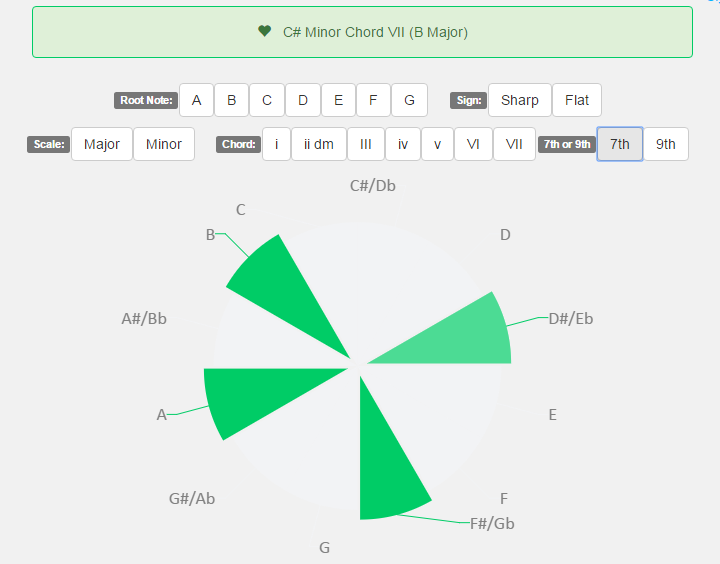 ♥ C# Minor Chord VII (B Major)
Root Note: A B C D E F G Sign: Sharp Flat
Scale: Major Minor Chord: i ii dm III iv v VI VII 7th or 9th 7th 9th
C#/Db
C
B
D
A#/Bb
D#/Eb
A
E
G#/Ab
F
F#/Gb
G